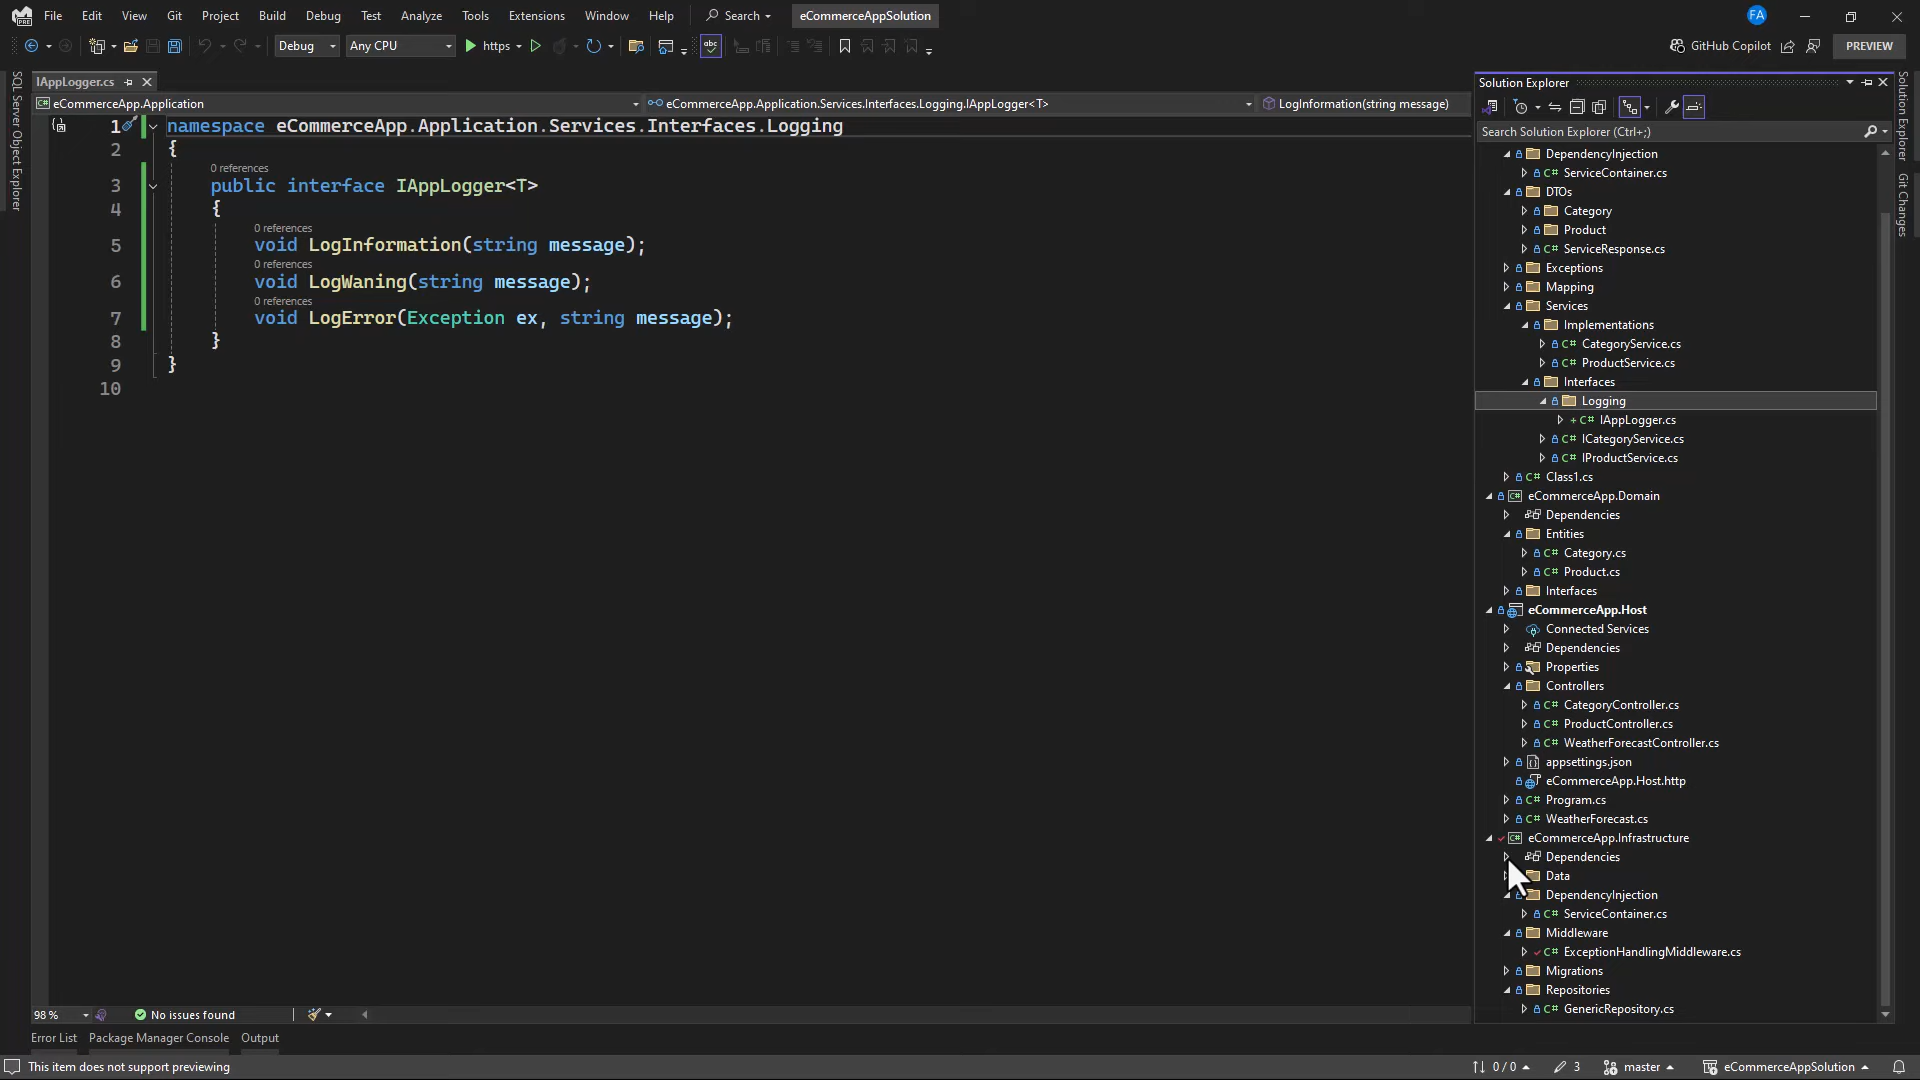 File Edit View Git Project Build Debug Test Analyze Tools Extensions Window Help Search eCommerceAppSolution FA
Debug Any CPU https GitHub Copilot PREVIEW
SQL Server Object Explorer
IAppLogger.cs
eCommerceApp.Application eCommerceApp.Application.Services.Interfaces.Logging.IAppLogger<T> LogInformation(string message)
1 namespace eCommerceApp.Application.Services.Interfaces.Logging
2 {
0 references
3 public interface IAppLogger<T>
4 {
0 references
5 void LogInformation(string message);
0 references
6 void LogWaning(string message);
0 references
7 void LogError(Exception ex, string message);
8 }
9 }
10
98 % No issues found
Error List Package Manager Console Output
Solution Explorer
Search Solution Explorer (Ctrl+;)
DependencyInjection
C# ServiceContainer.cs
DTOs
Category
Product
C# ServiceResponse.cs
Exceptions
Mapping
Services
Implementations
C# CategoryService.cs
C# ProductService.cs
Interfaces
Logging
+ C# IAppLogger.cs
C# ICategoryService.cs
C# IProductService.cs
C# Class1.cs
C# eCommerceApp.Domain
Dependencies
Entities
C# Category.cs
C# Product.cs
Interfaces
eCommerceApp.Host
Connected Services
Dependencies
Properties
Controllers
C# CategoryController.cs
C# ProductController.cs
C# WeatherForecastController.cs
appsettings.json
eCommerceApp.Host.http
C# Program.cs
C# WeatherForecast.cs
C# eCommerceApp.Infrastructure
Dependencies
Data
DependencyInjection
C# ServiceContainer.cs
Middleware
C# ExceptionHandlingMiddleware.cs
Migrations
Repositories
C# GenericRepository.cs
Solution Explorer
Git Changes
This item does not support previewing 0 / 0 3 master eCommerceAppSolution